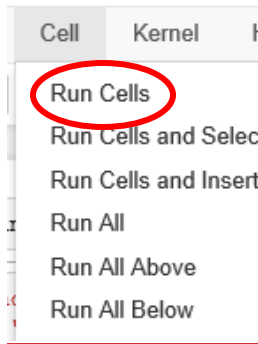 Cell Kernel
Run Cells
Run Cells and Selec
Run Cells and Insert
Run All
Run All Above
Run All Below